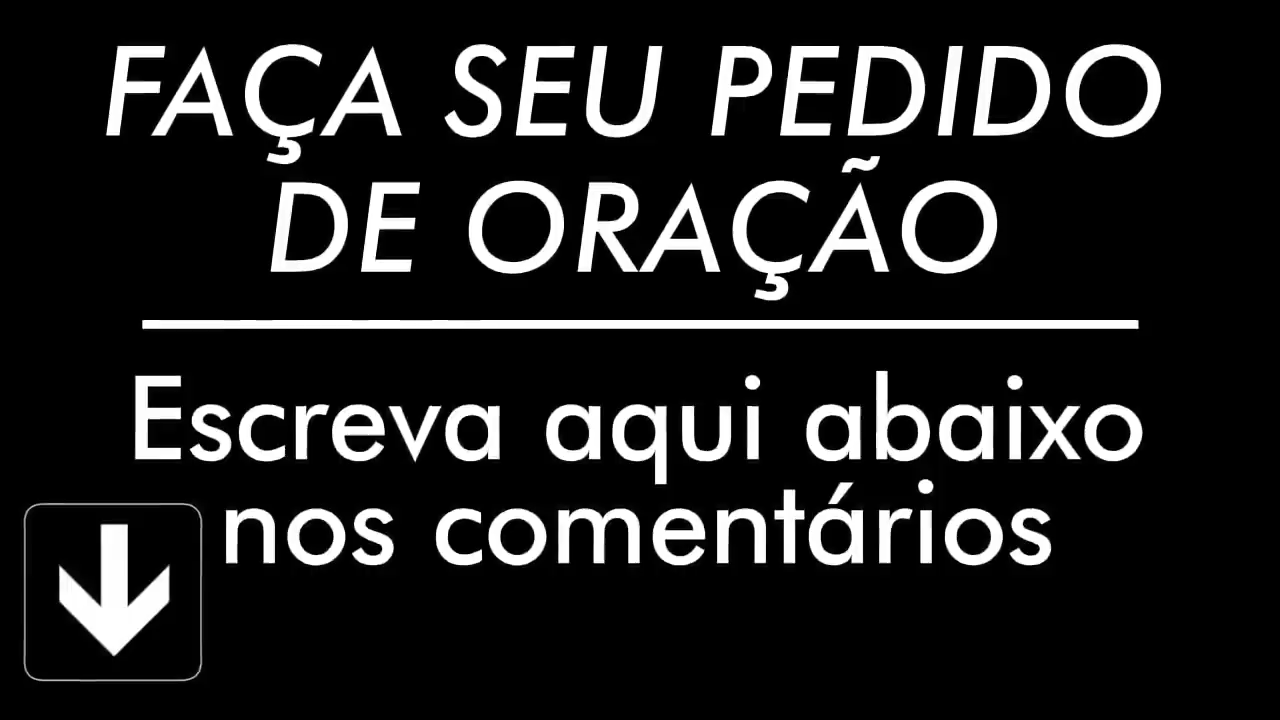 FAÇA SEU PEDIDO
DE ORAÇÃO
Escreva aqui abaixo
nos comentários